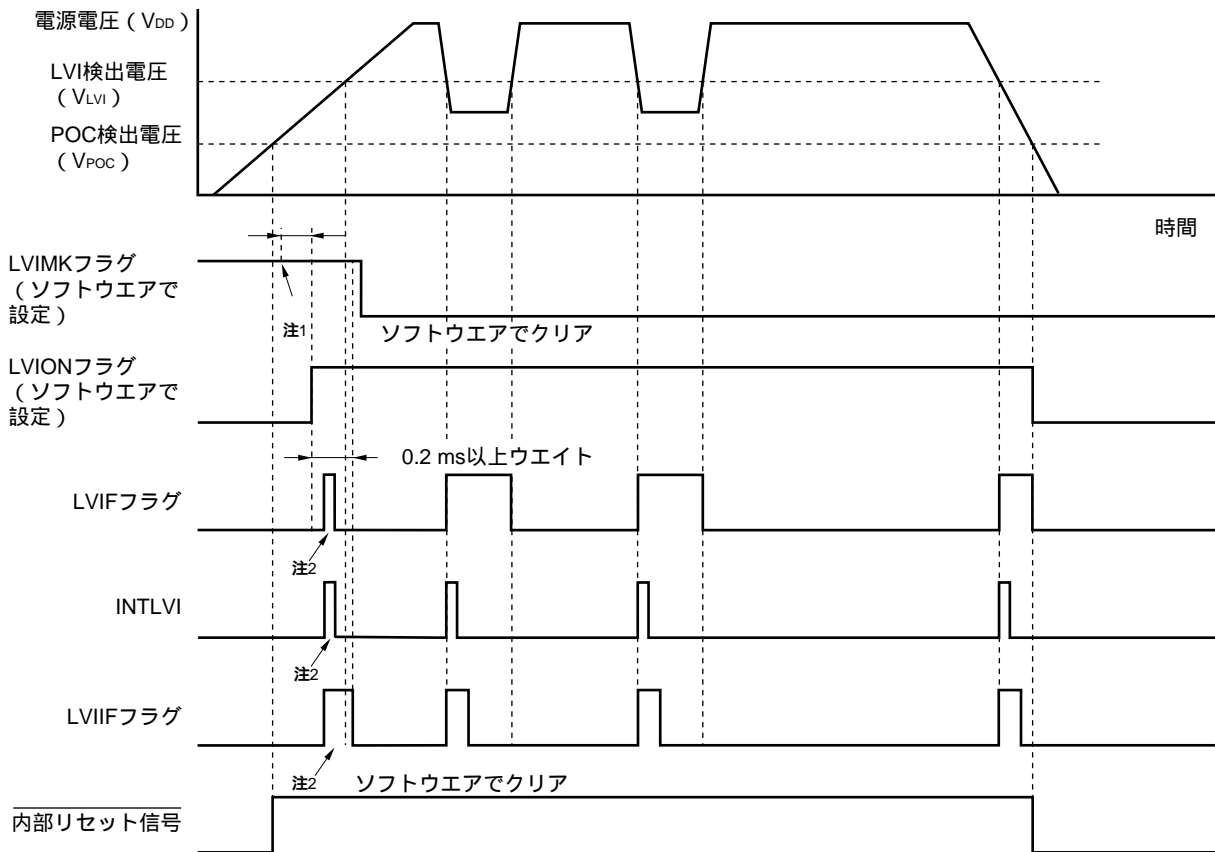 電源電圧(VDD)
LVI検出電圧
(VLVI)
POC検出電圧
(VPOC)
時間
LVIMKフラグ
(ソフトウエアで
設定)
注1
ソフトウエアでクリア
LVIONフラグ
(ソフトウエアで
設定)
0.2 ms以上ウエイト
LVIFフラグ
注2
INTLVI
注2
LVIIFフラグ
注2
ソフトウエアでクリア
内部リセット信号